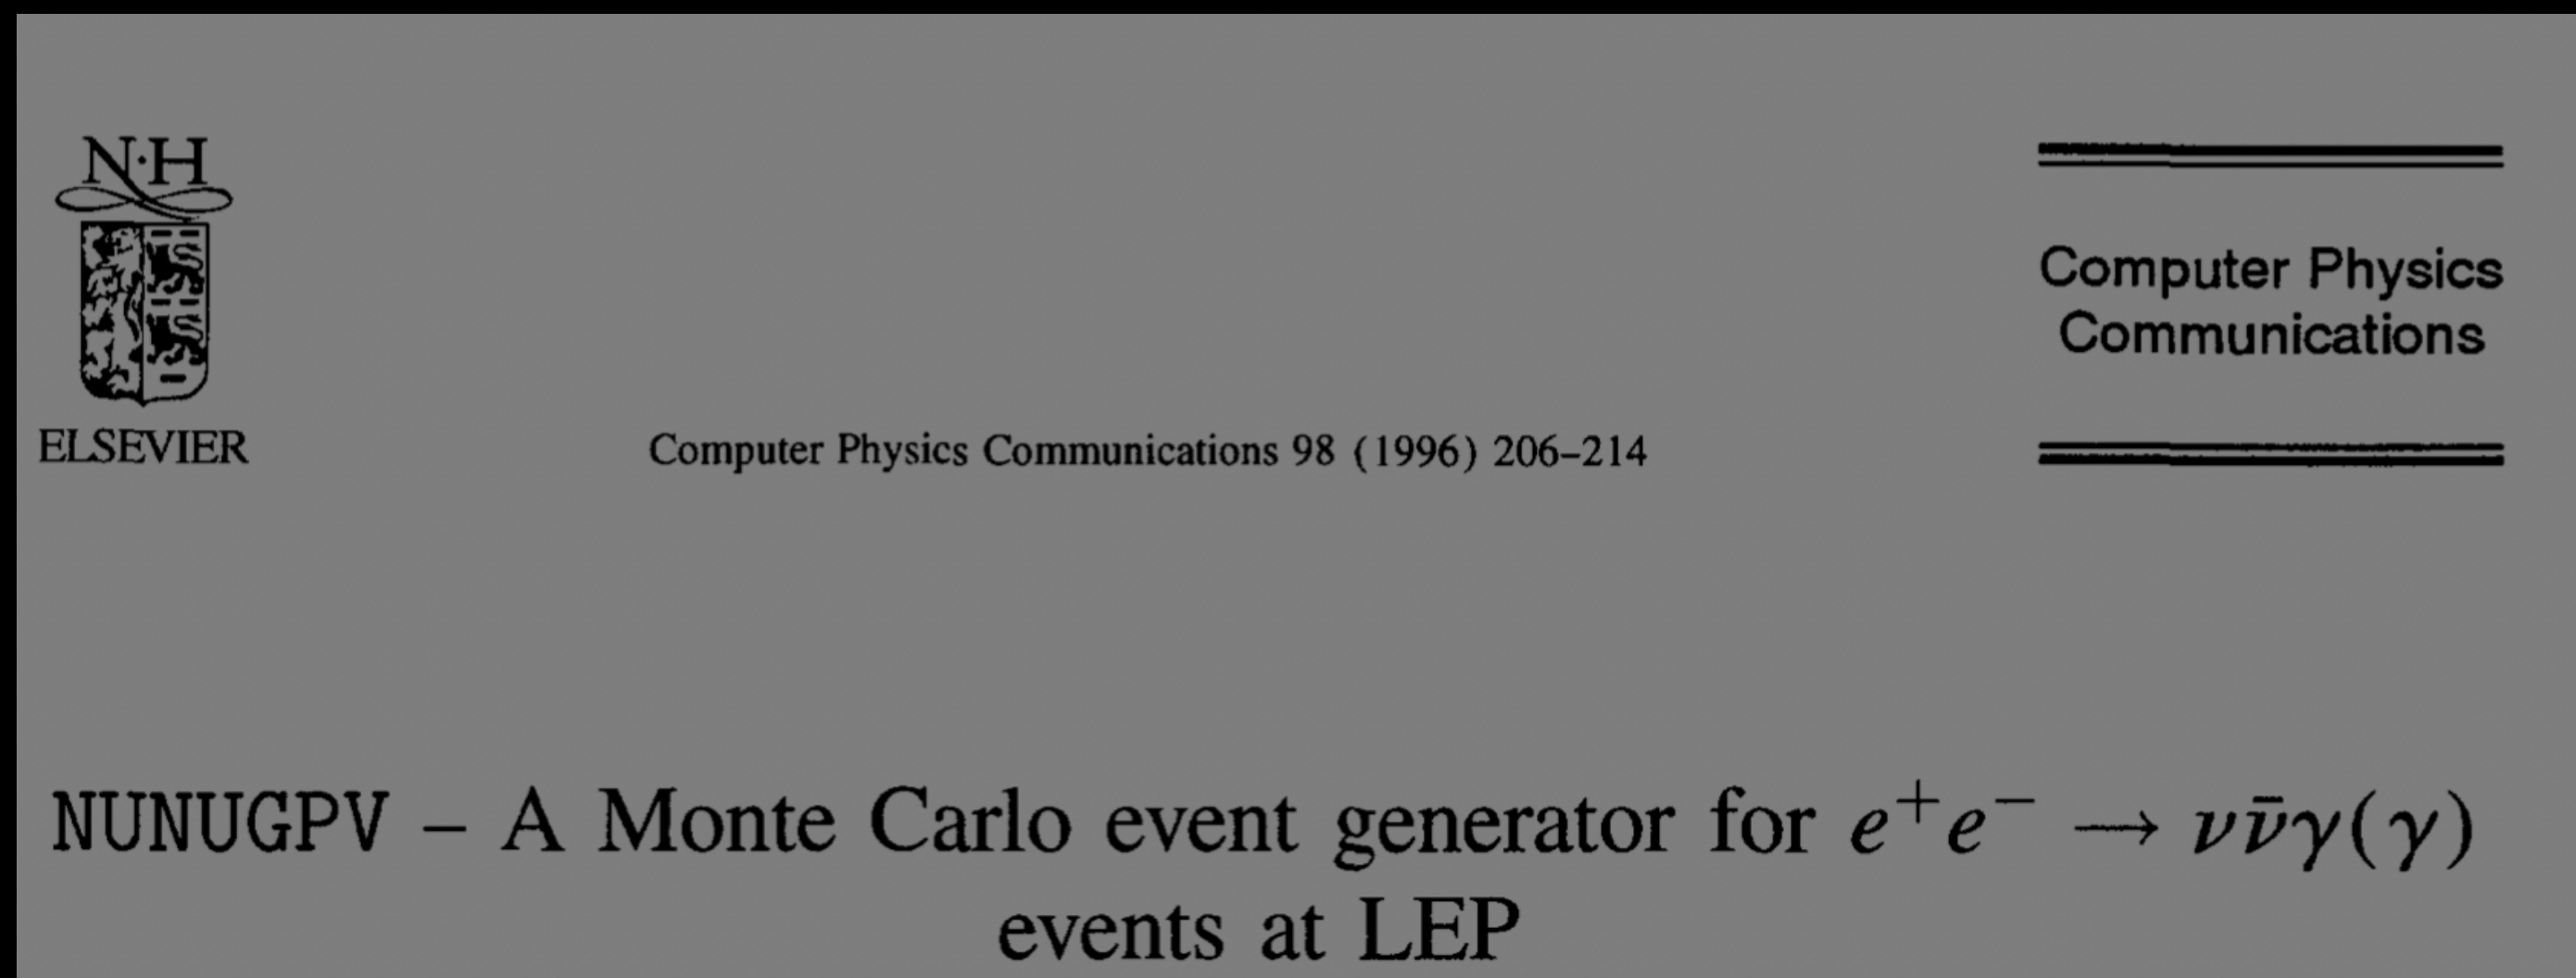 N·H
ELSEVIER
Computer Physics
Communications
Computer Physics Communications 98 (1996) 206–214
NUNUGPV – A Monte Carlo event generator for e⁺e⁻ → νν̄γ(γ)
events at LEP